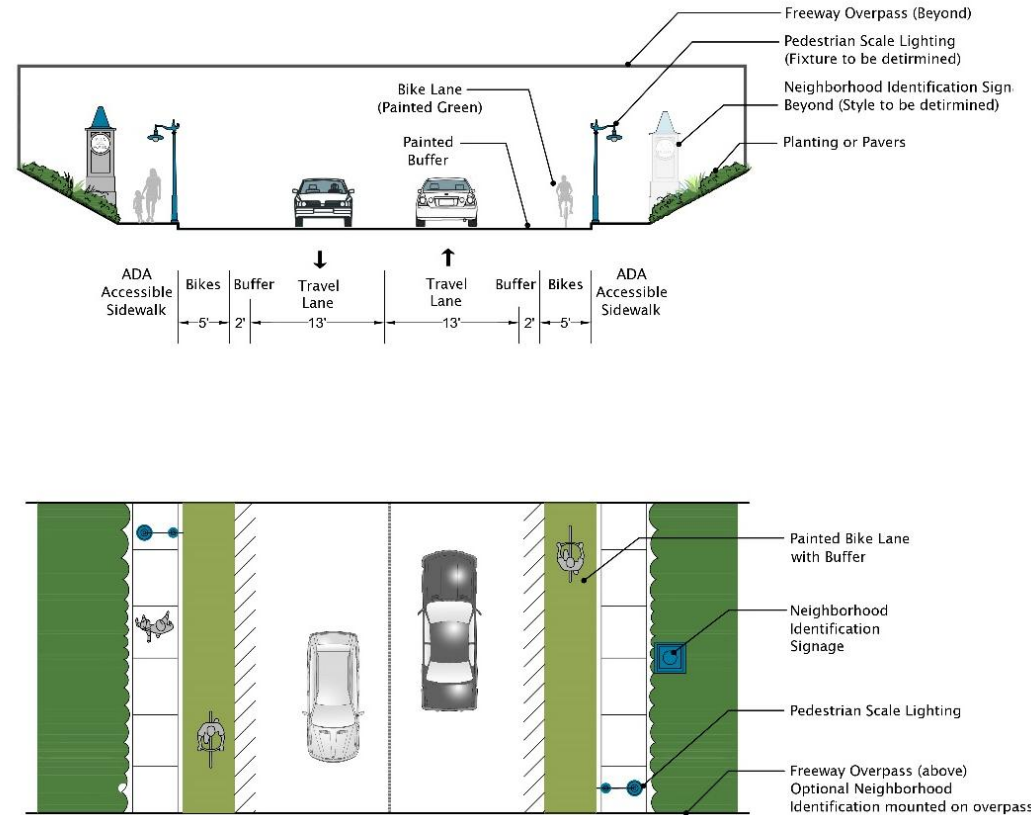 Freeway Overpass (Beyond)
Pedestrian Scale Lighting
(Fixture to be detirmined)
Neighborhood Identification Sign
Beyond (Style to be detirmined)
Planting or Pavers
Bike Lane
(Painted Green)
Painted
Buffer
ADA
Accessible
Sidewalk
Bikes
Buffer
Travel
Lane
Travel
Lane
Buffer
Bikes
ADA
Accessible
Sidewalk
5'
2'
13'
13'
2'
5'
Painted Bike Lane
with Buffer
Neighborhood
Identification
Signage
Pedestrian Scale Lighting
Freeway Overpass (above)
Optional Neighborhood
Identification mounted on overpass